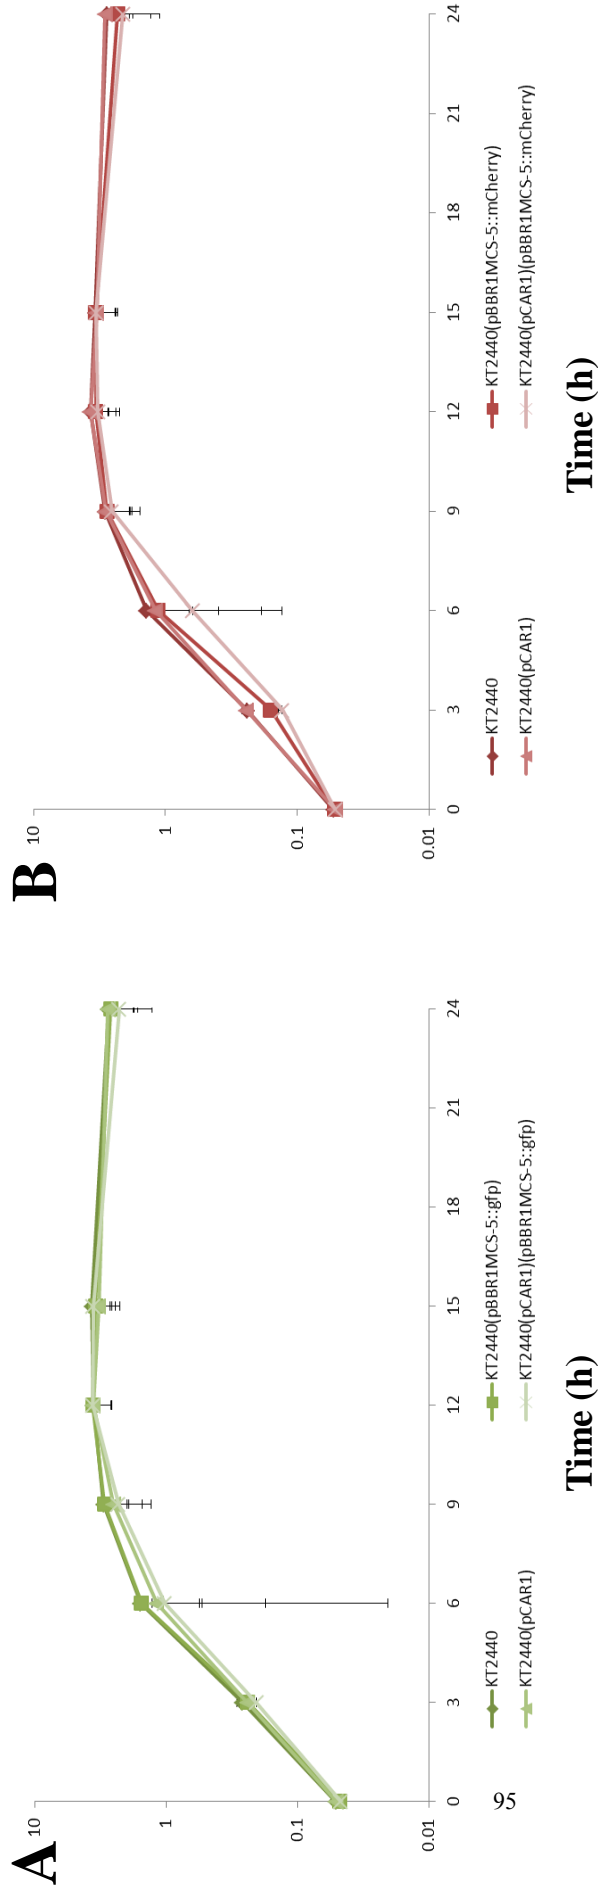 A
10
1
0.1
0.01
0 3 6 9 12 15 18 21 24
KT2440 KT2440(pBBR1MCS-5::gfp)
KT2440(pCAR1) KT2440(pCAR1)(pBBR1MCS-5::gfp)
Time (h)
B
10
1
0.1
0.01
0 3 6 9 12 15 18 21 24
KT2440 KT2440(pBBR1MCS-5::mCherry)
KT2440(pCAR1) KT2440(pCAR1)(pBBR1MCS-5::mCherry)
Time (h)
95